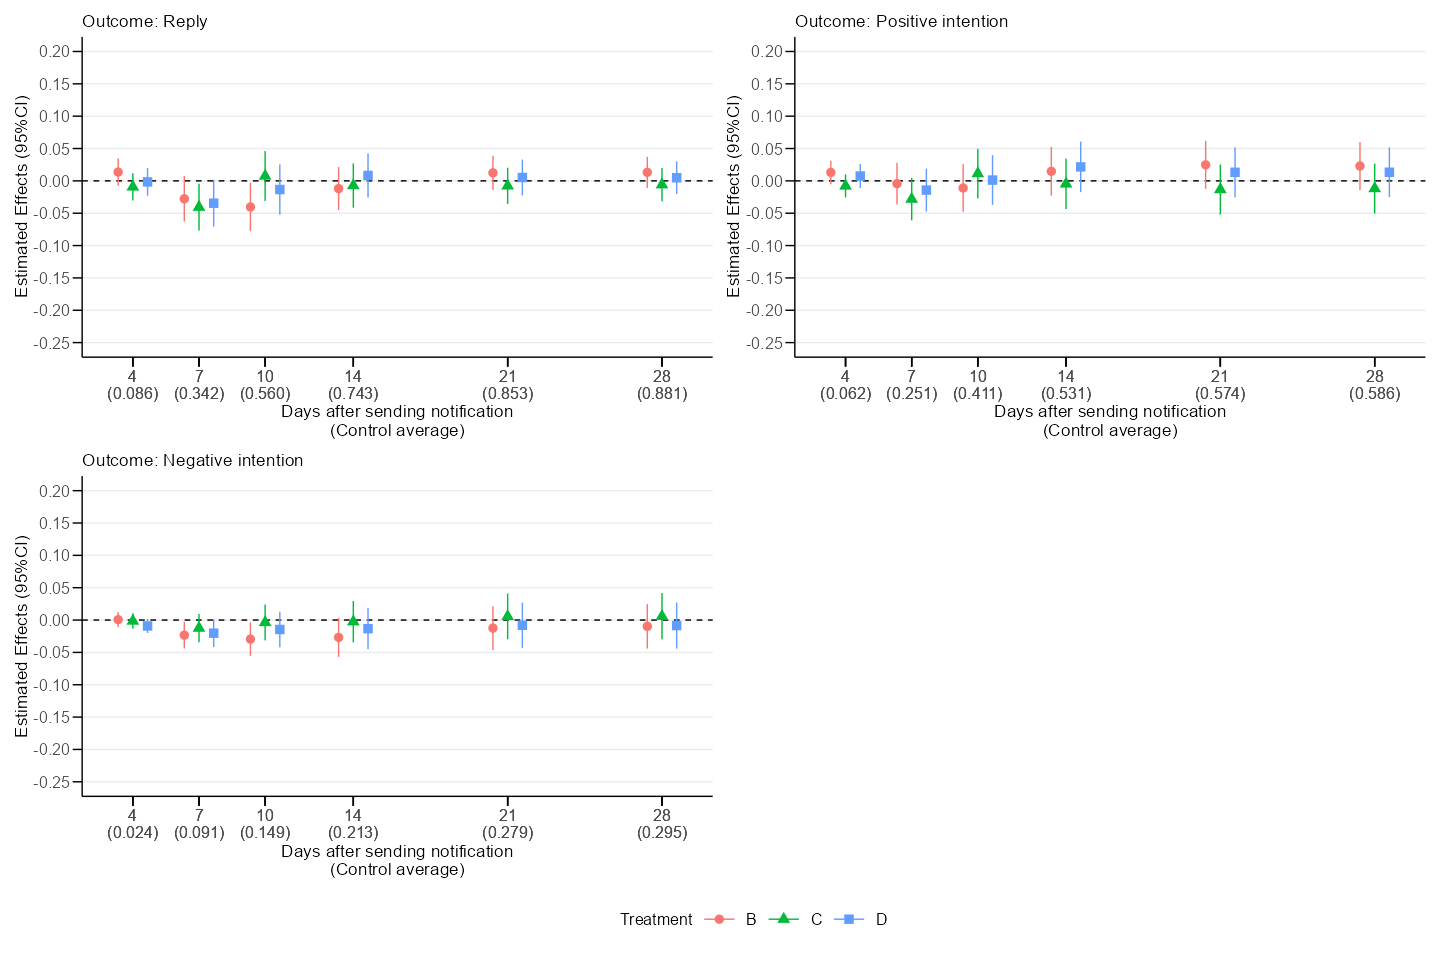 Outcome: Reply
Estimated Effects (95%CI)
0.20
0.15
0.10
0.05
0.00
-0.05
-0.10
-0.15
-0.20
-0.25
4 7 10 14 21 28
(0.086) (0.342) (0.560) (0.743) (0.853) (0.881)
Days after sending notification
(Control average)
Outcome: Positive intention
Estimated Effects (95%CI)
0.20
0.15
0.10
0.05
0.00
-0.05
-0.10
-0.15
-0.20
-0.25
4 7 10 14 21 28
(0.062) (0.251) (0.411) (0.531) (0.574) (0.586)
Days after sending notification
(Control average)
Outcome: Negative intention
Estimated Effects (95%CI)
0.20
0.15
0.10
0.05
0.00
-0.05
-0.10
-0.15
-0.20
-0.25
4 7 10 14 21 28
(0.024) (0.091) (0.149) (0.213) (0.279) (0.295)
Days after sending notification
(Control average)
Treatment B C D